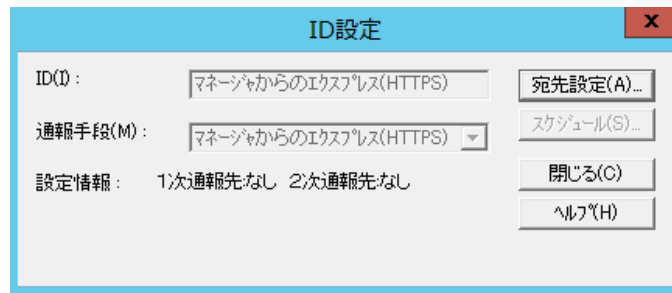 ID設定
x
ID(I)：
マネージャからのエクスプレス(HTTPS)
宛先設定(A)...
通報手段(M)：
マネージャからのエクスプレス(HTTPS)
スケジュール(S)...
設定情報： 1次通報先:なし 2次通報先:なし
閉じる(C)
ヘルプ(H)